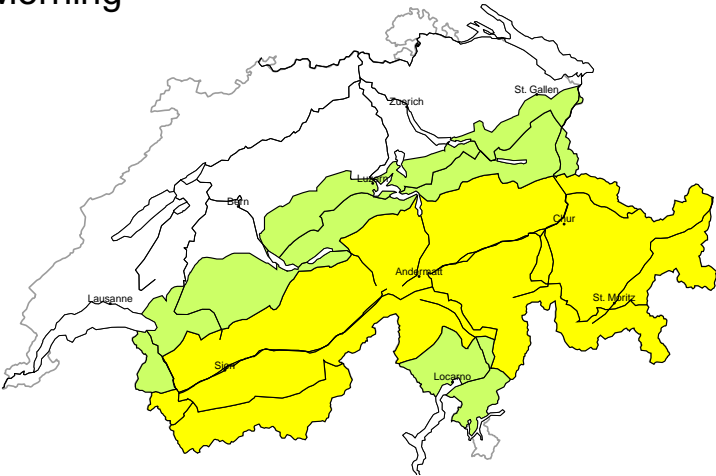 Morning
St. Gallen
Zuerich
Luzern
Bern
Chur
Andermatt
Lausanne
St. Moritz
Sion
Locarno